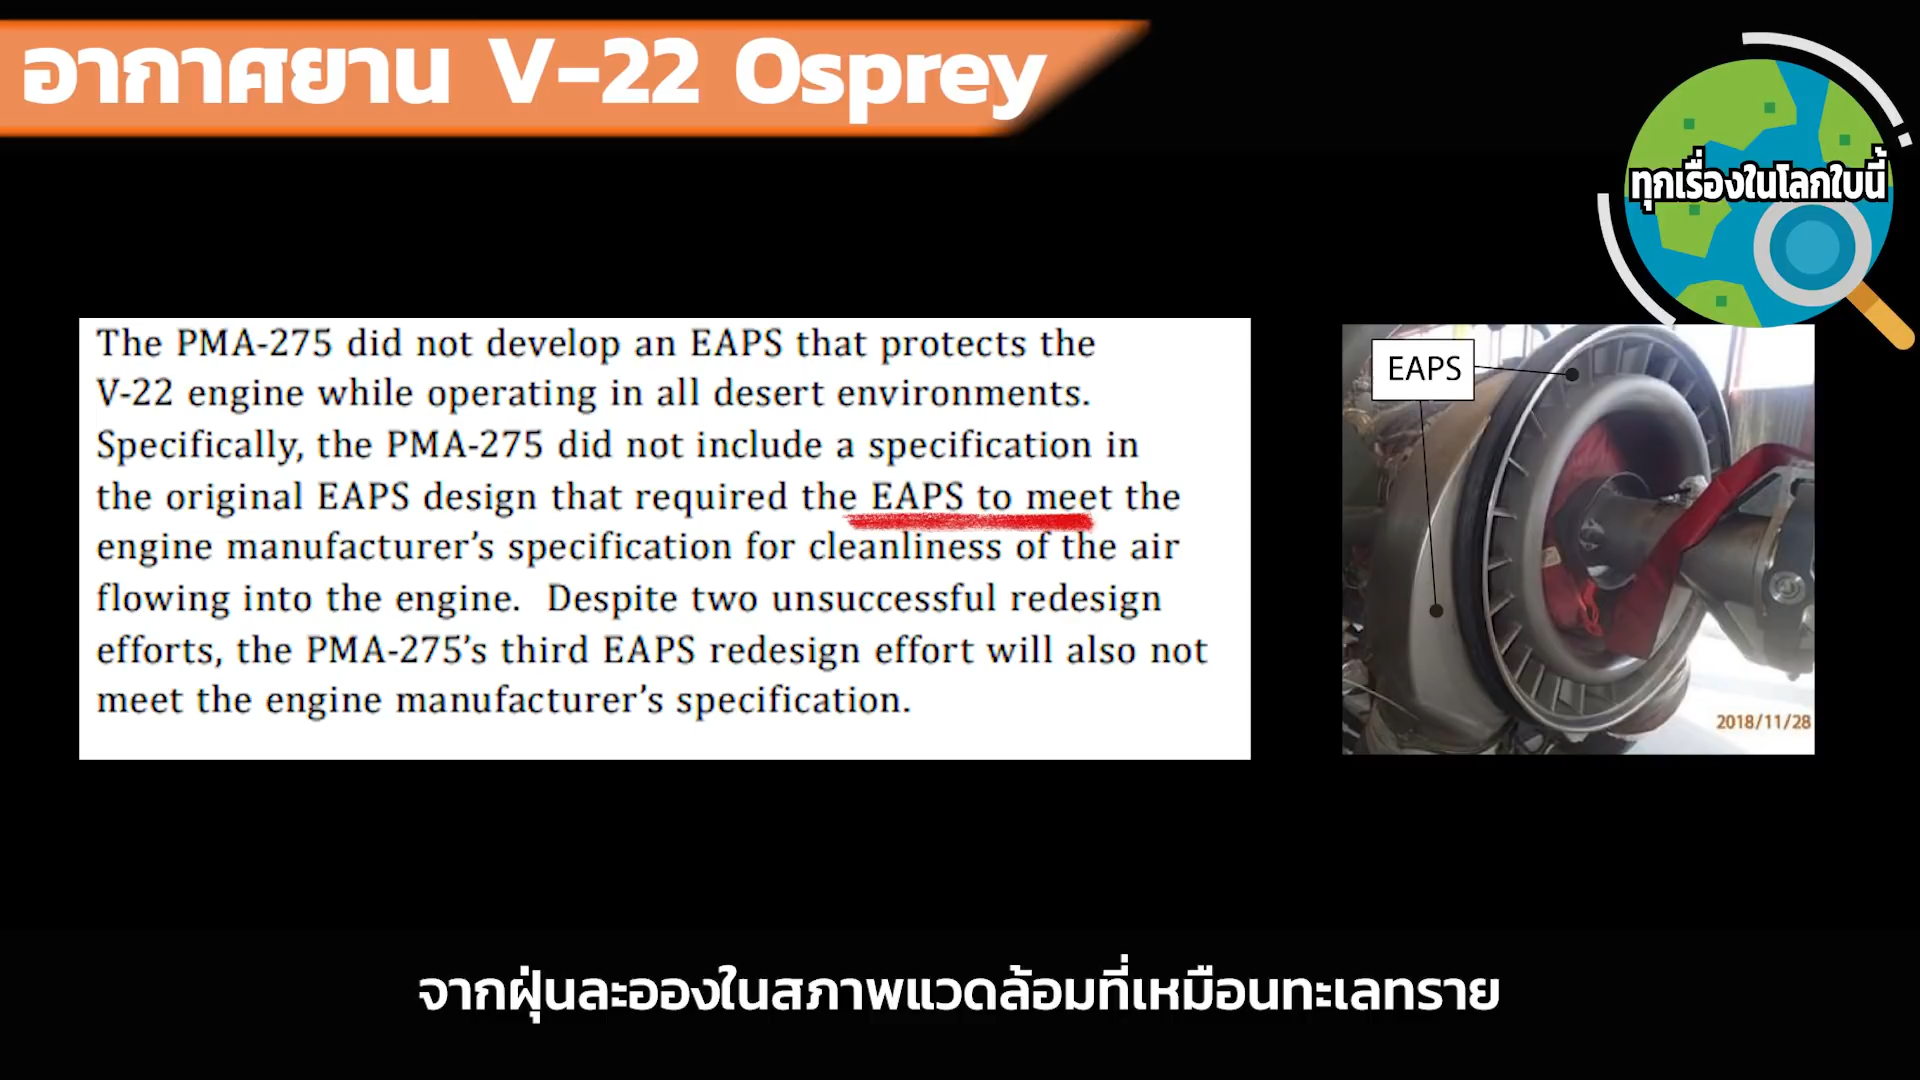 อากาศยาน V-22 Osprey
ทุกเรื่องในโลกใบนี้
The PMA-275 did not develop an EAPS that protects the
V-22 engine while operating in all desert environments.
Specifically, the PMA-275 did not include a specification in
the original EAPS design that required the EAPS to meet the
engine manufacturer’s specification for cleanliness of the air
flowing into the engine.  Despite two unsuccessful redesign
efforts, the PMA-275’s third EAPS redesign effort will also not
meet the engine manufacturer’s specification.
EAPS
2018/11/28
จากฝุ่นละอองในสภาพแวดล้อมที่เหมือนทะเลทราย